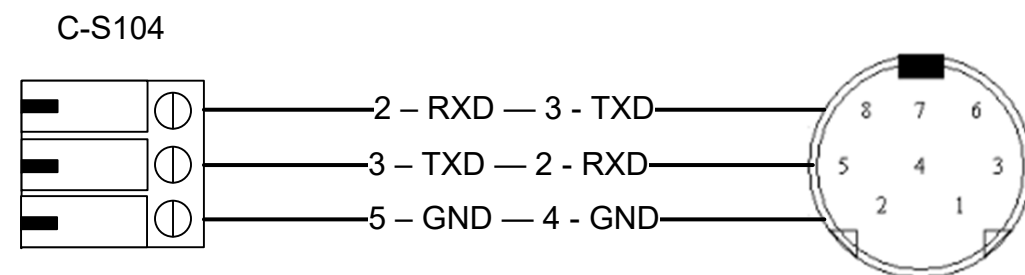 C-S104
2 – RXD — 3 - TXD
8 7 6
3 – TXD — 2 - RXD
5 4 3
2 1
5 – GND — 4 - GND